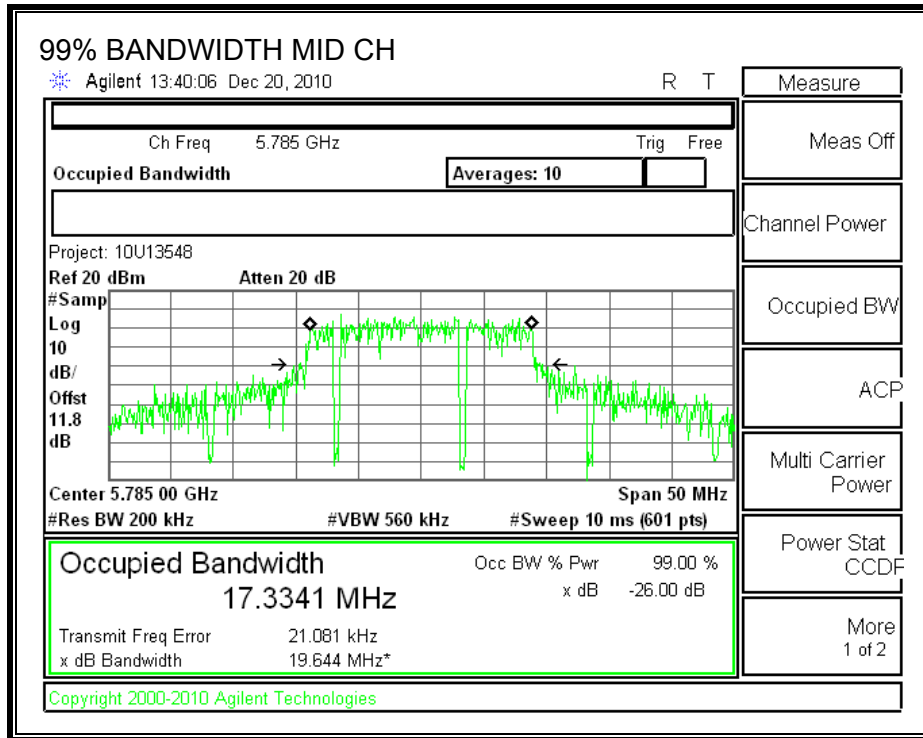 99% BANDWIDTH MID CH
Agilent 13:40:06 Dec 20, 2010 R T
Measure
Ch Freq 5.785 GHz Trig Free
Occupied Bandwidth Averages: 10
Project: 10U13548
Ref 20 dBm Atten 20 dB
#Samp
Log
10
dB/
Offst
11.8
dB
Center 5.785 00 GHz Span 50 MHz
#Res BW 200 kHz #VBW 560 kHz #Sweep 10 ms (601 pts)
Occupied Bandwidth Occ BW % Pwr 99.00 %
17.3341 MHz x dB -26.00 dB
Transmit Freq Error 21.081 kHz
x dB Bandwidth 19.644 MHz*
Meas Off
Channel Power
Occupied BW
ACP
Multi Carrier
Power
Power Stat
CCDF
More
1 of 2
Copyright 2000-2010 Agilent Technologies